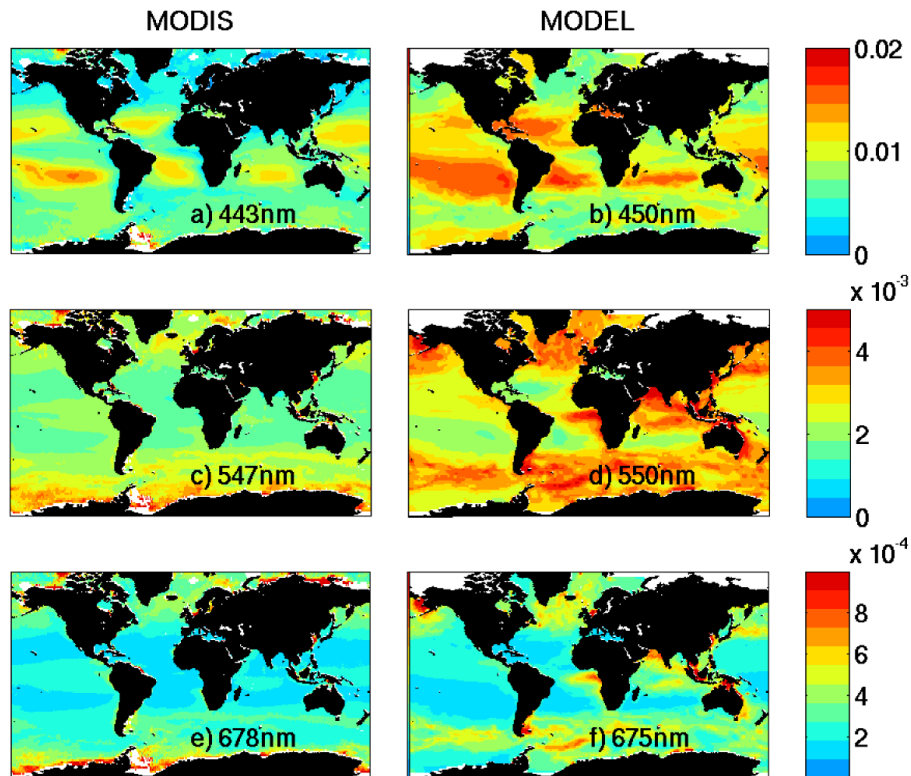 MODIS MODEL
0.02
0.01
0
a) 443nm b) 450nm
x 10-3
4
2
0
c) 547nm d) 550nm
x 10-4
8
6
4
2
e) 678nm f) 675nm